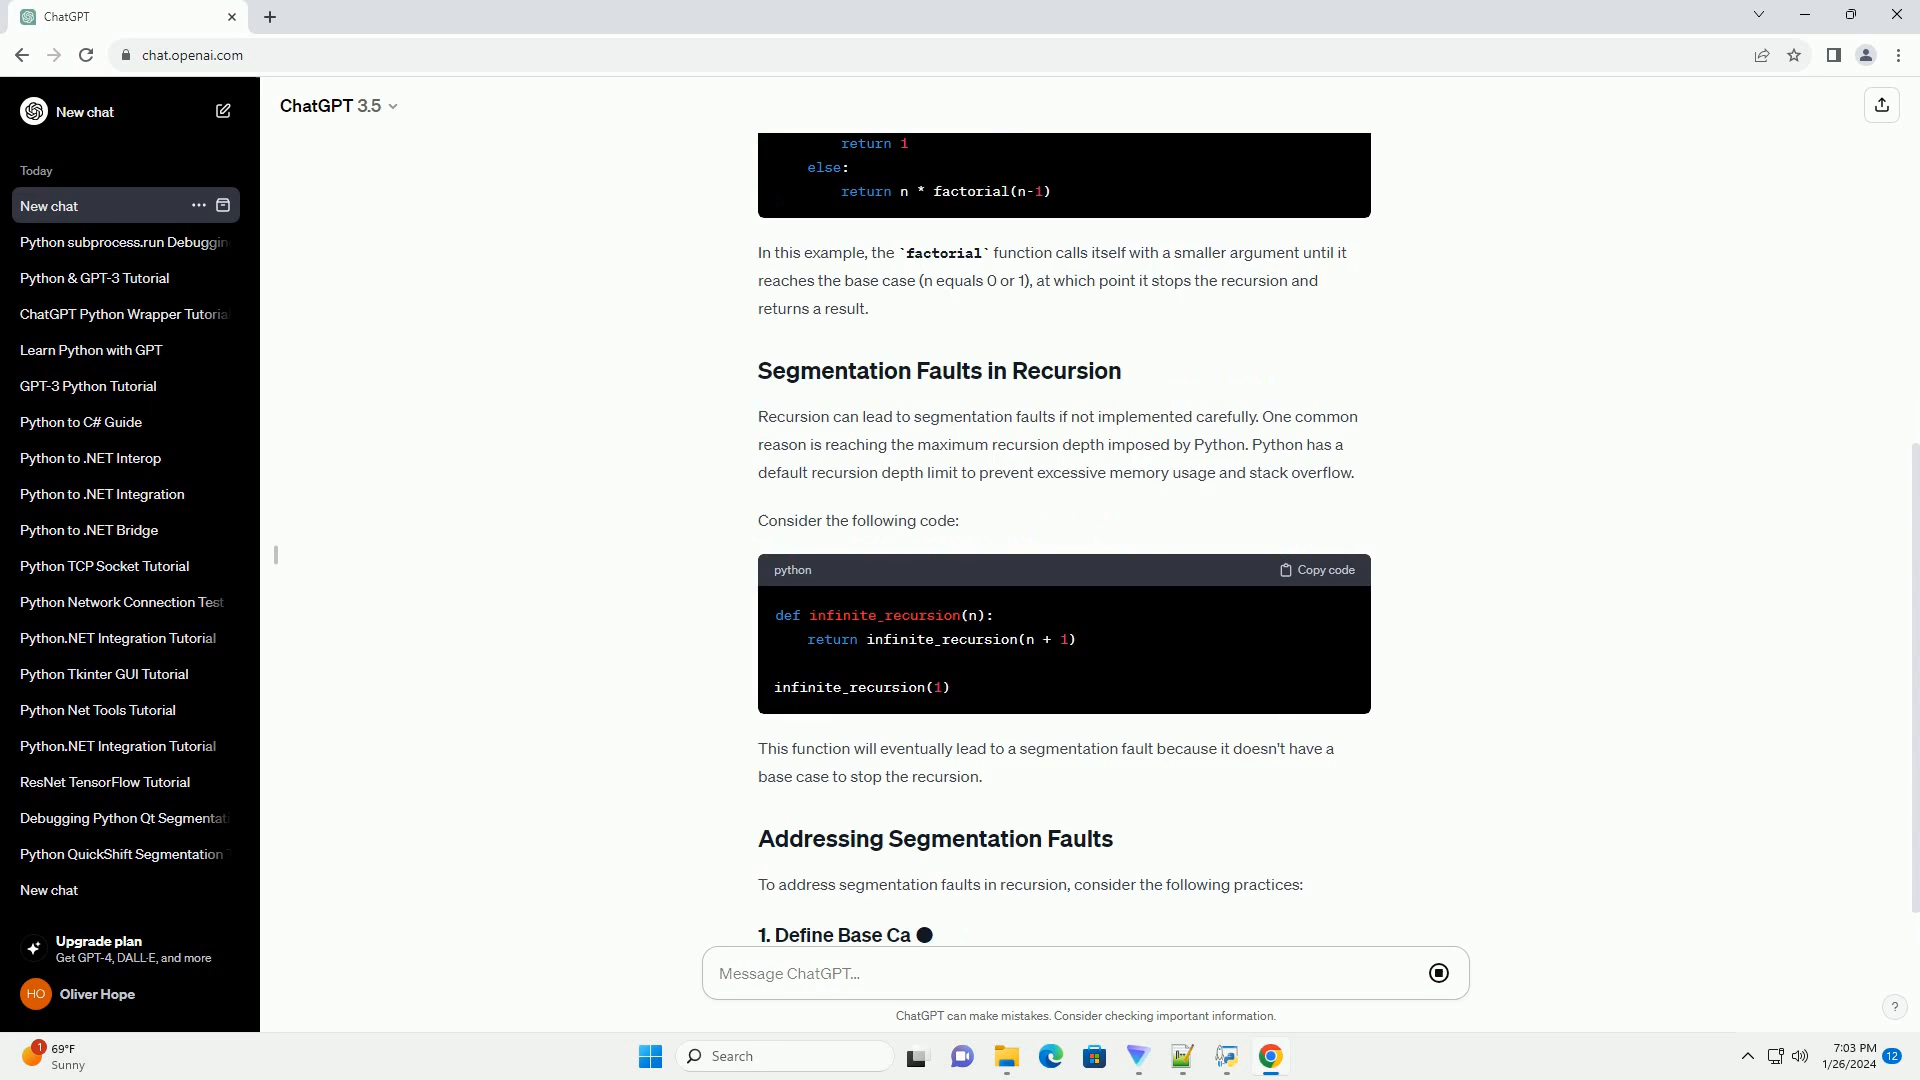 ChatGPT
chat.openai.com
New chat
Today
New chat
Python subprocess.run Debuggin
Python & GPT-3 Tutorial
ChatGPT Python Wrapper Tutoria
Learn Python with GPT
GPT-3 Python Tutorial
Python to C# Guide
Python to .NET Interop
Python to .NET Integration
Python to .NET Bridge
Python TCP Socket Tutorial
Python Network Connection Test
Python.NET Integration Tutorial
Python Tkinter GUI Tutorial
Python Net Tools Tutorial
Python.NET Integration Tutorial
ResNet TensorFlow Tutorial
Debugging Python Qt Segmentati
Python QuickShift Segmentation T
New chat
Upgrade plan
Get GPT-4, DALL·E, and more
HO Oliver Hope
ChatGPT 3.5
return 1
else:
return n * factorial(n-1)
In this example, the `factorial` function calls itself with a smaller argument until it
reaches the base case (n equals 0 or 1), at which point it stops the recursion and
returns a result.
Segmentation Faults in Recursion
Recursion can lead to segmentation faults if not implemented carefully. One common
reason is reaching the maximum recursion depth imposed by Python. Python has a
default recursion depth limit to prevent excessive memory usage and stack overflow.
Consider the following code:
python Copy code
def infinite_recursion(n):
return infinite_recursion(n + 1)
infinite_recursion(1)
This function will eventually lead to a segmentation fault because it doesn't have a
base case to stop the recursion.
Addressing Segmentation Faults
To address segmentation faults in recursion, consider the following practices:
1. Define Base Ca
Message ChatGPT...
ChatGPT can make mistakes. Consider checking important information.
?
1 69°F
Sunny
Search
7:03 PM
1/26/2024
12